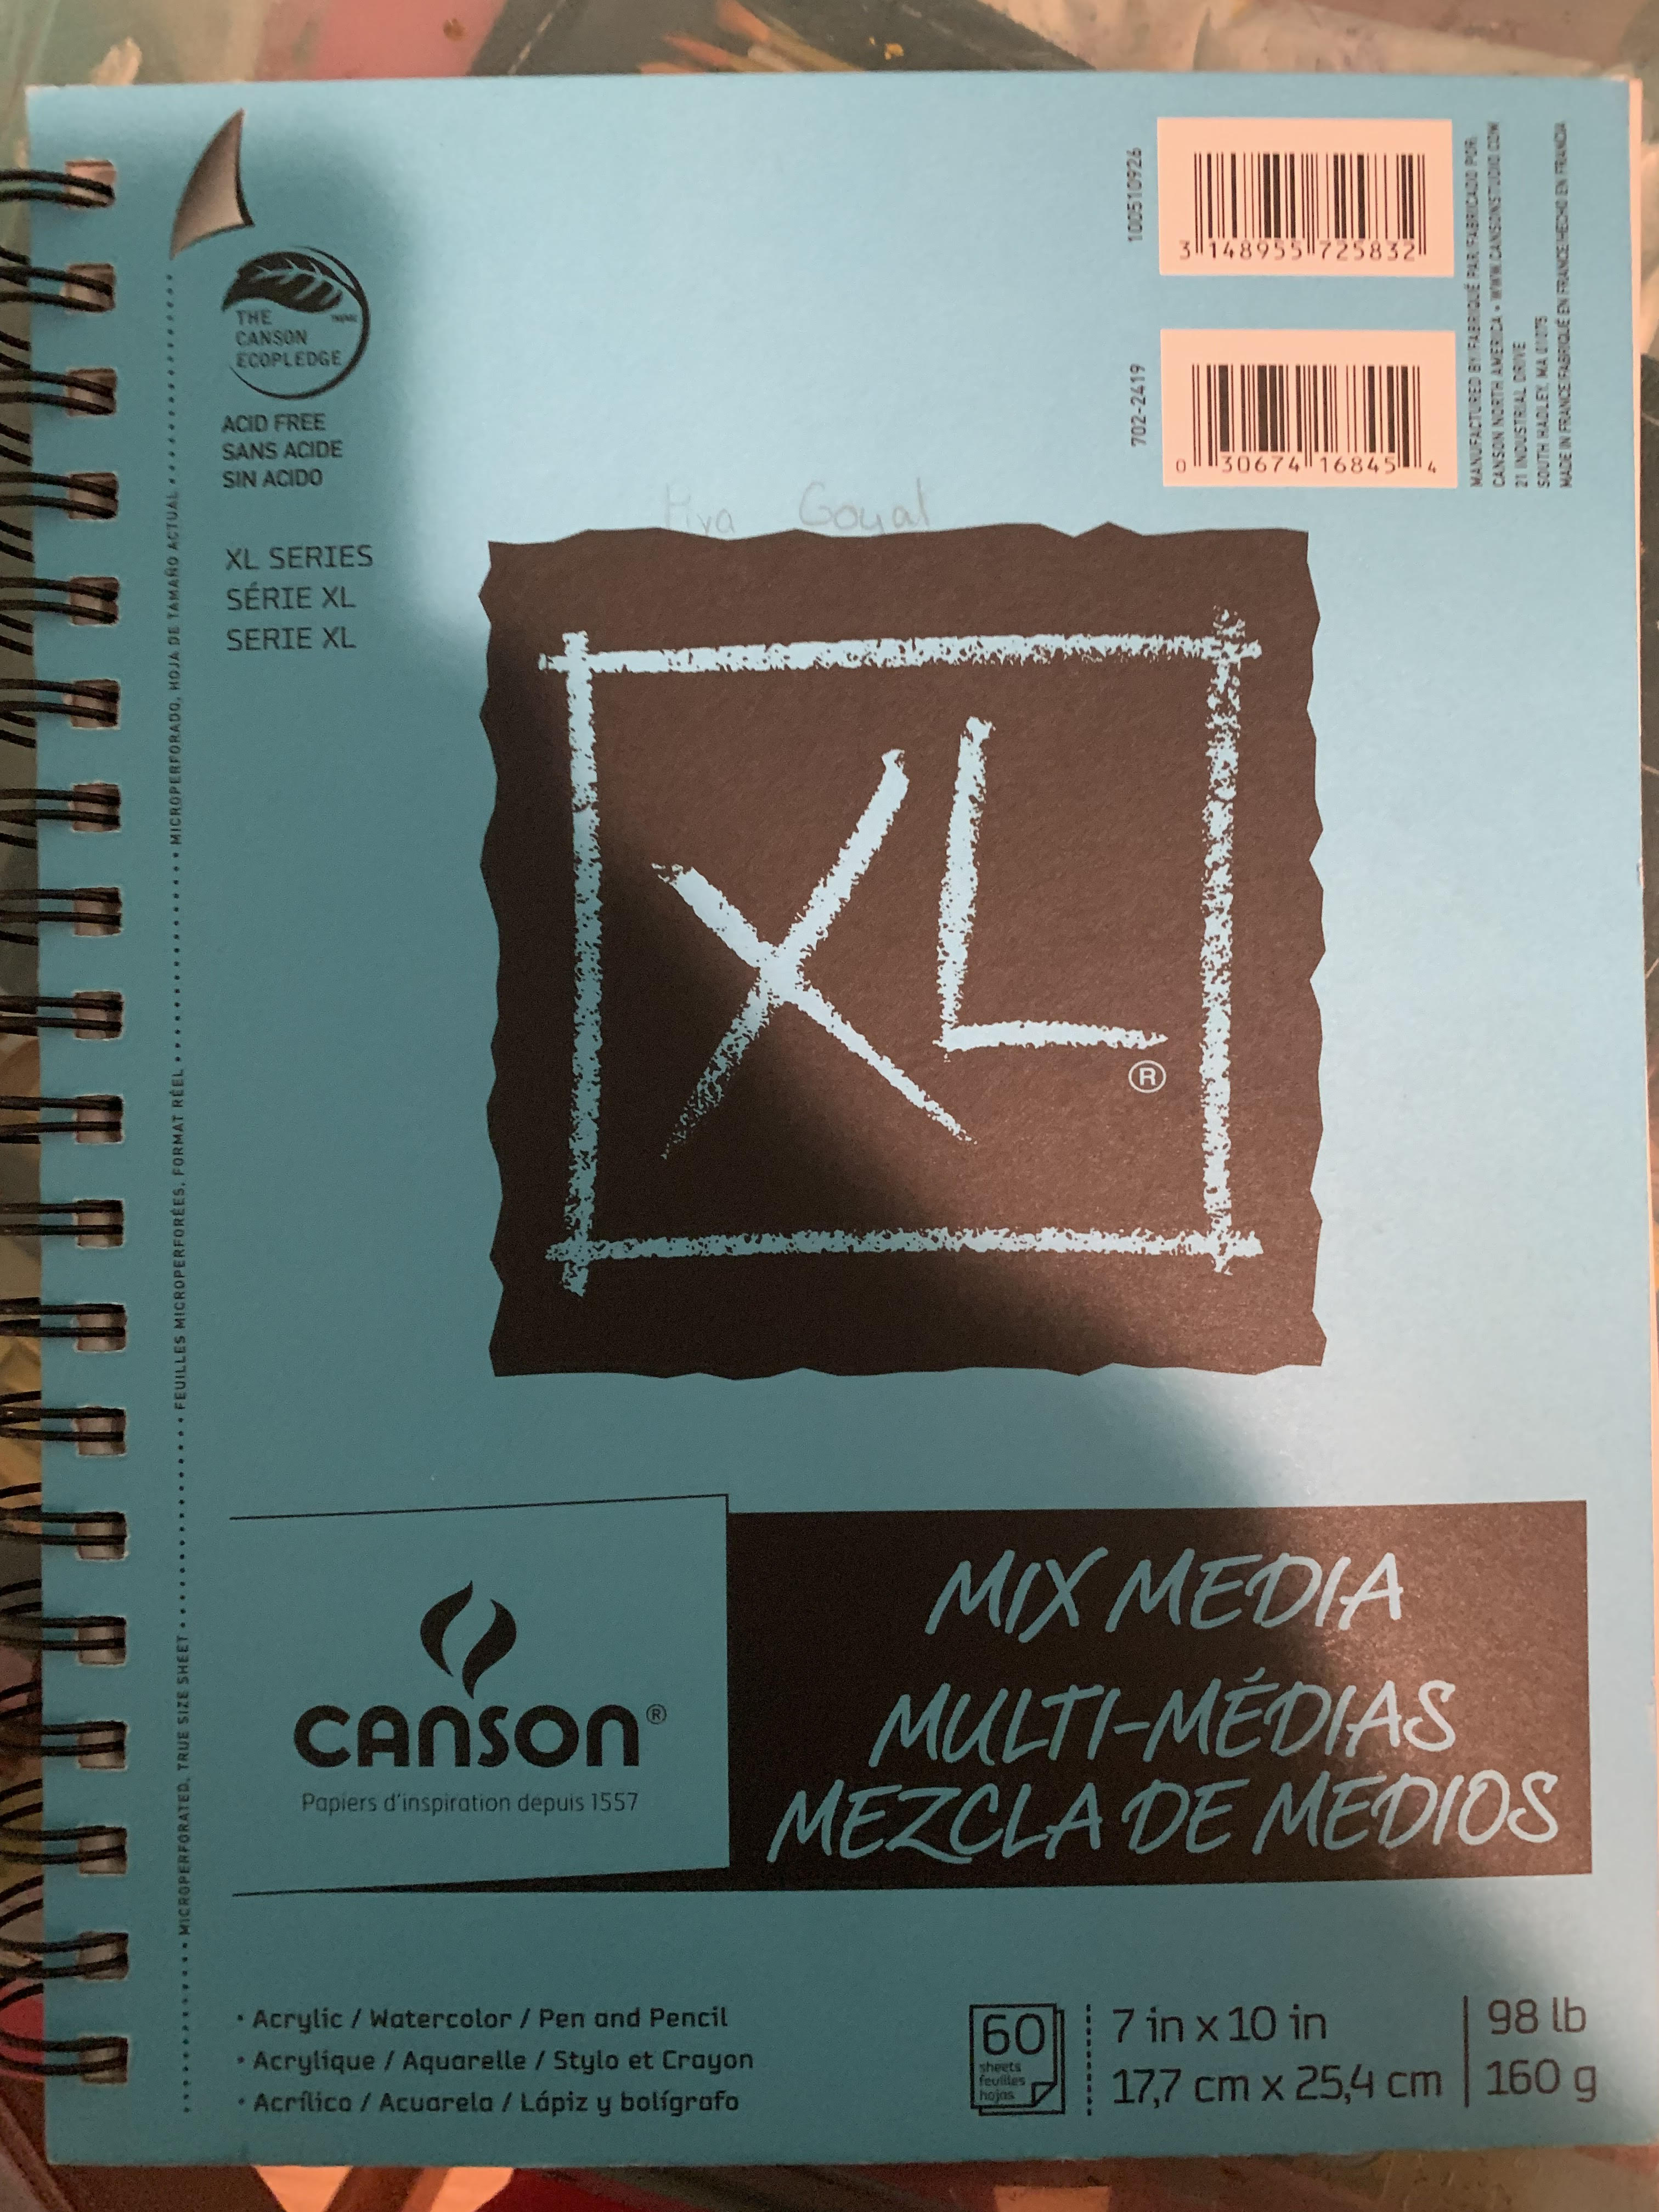 THE
CANSON
ECOPLEDGE
ACID FREE
SANS ACIDE
SIN ACIDO
XL SERIES
SÉRIE XL
SERIE XL
100510926
3 148955 725832
702-2419
0 30674 16845 4
MANUFACTURED BY/FABRIQUÉ PAR/FABRICADO POR:
CANSON NORTH AMERICA • WWW.CANSONSTUDIO.COM
21 INDUSTRIAL DRIVE
SOUTH HADLEY, MA 01075
MADE IN FRANCE/FABRIQUÉ EN FRANCE/HECHO EN FRANCIA
Goyal
XL®
MICROPERFORATED, TRUE SIZE SHEET
FEUILLES MICROPERFORÉES, FORMAT RÉEL
MICROPERFORADO, HOJA DE TAMAÑO ACTUAL
CANSON®
Papiers d'inspiration depuis 1557
MIX MEDIA
MULTI-MÉDIAS
MEZCLA DE MEDIOS
• Acrylic / Watercolor / Pen and Pencil
• Acrylique / Aquarelle / Stylo et Crayon
• Acrílico / Acuarela / Lápiz y bolígrafo
60
sheets
feuilles
hojas
7 in x 10 in
17,7 cm x 25,4 cm
98 lb
160 g